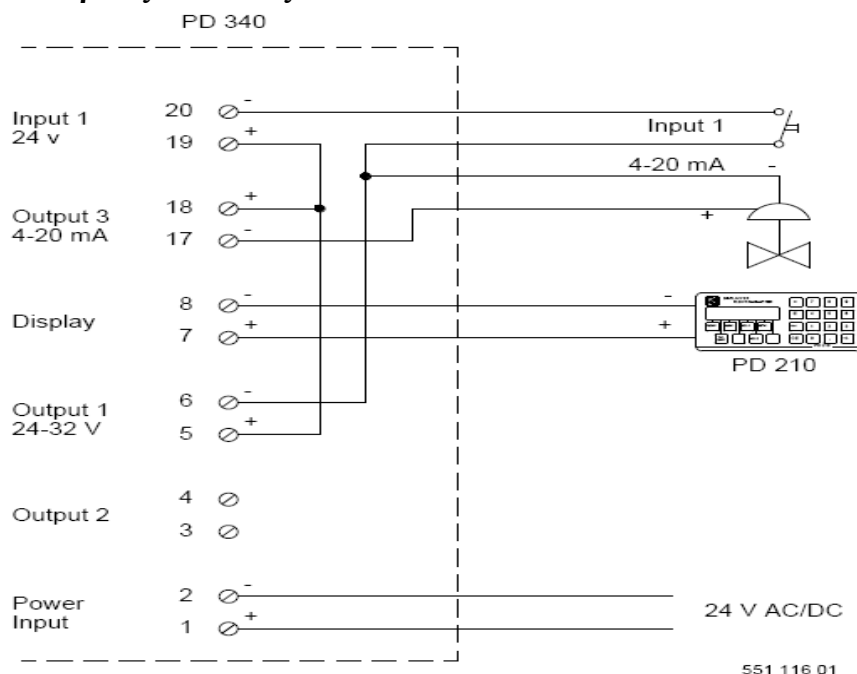 PD 340
Input 1
24 v
20 -
19 +
Input 1
4-20 mA
-
+
Output 3
4-20 mA
18 +
17 -
Display
8 -
7 +
-
+
PD 210
Output 1
24-32 V
6 -
5 +
Output 2
4
3
Power
Input
2 -
1 +
24 V AC/DC
551 116 01